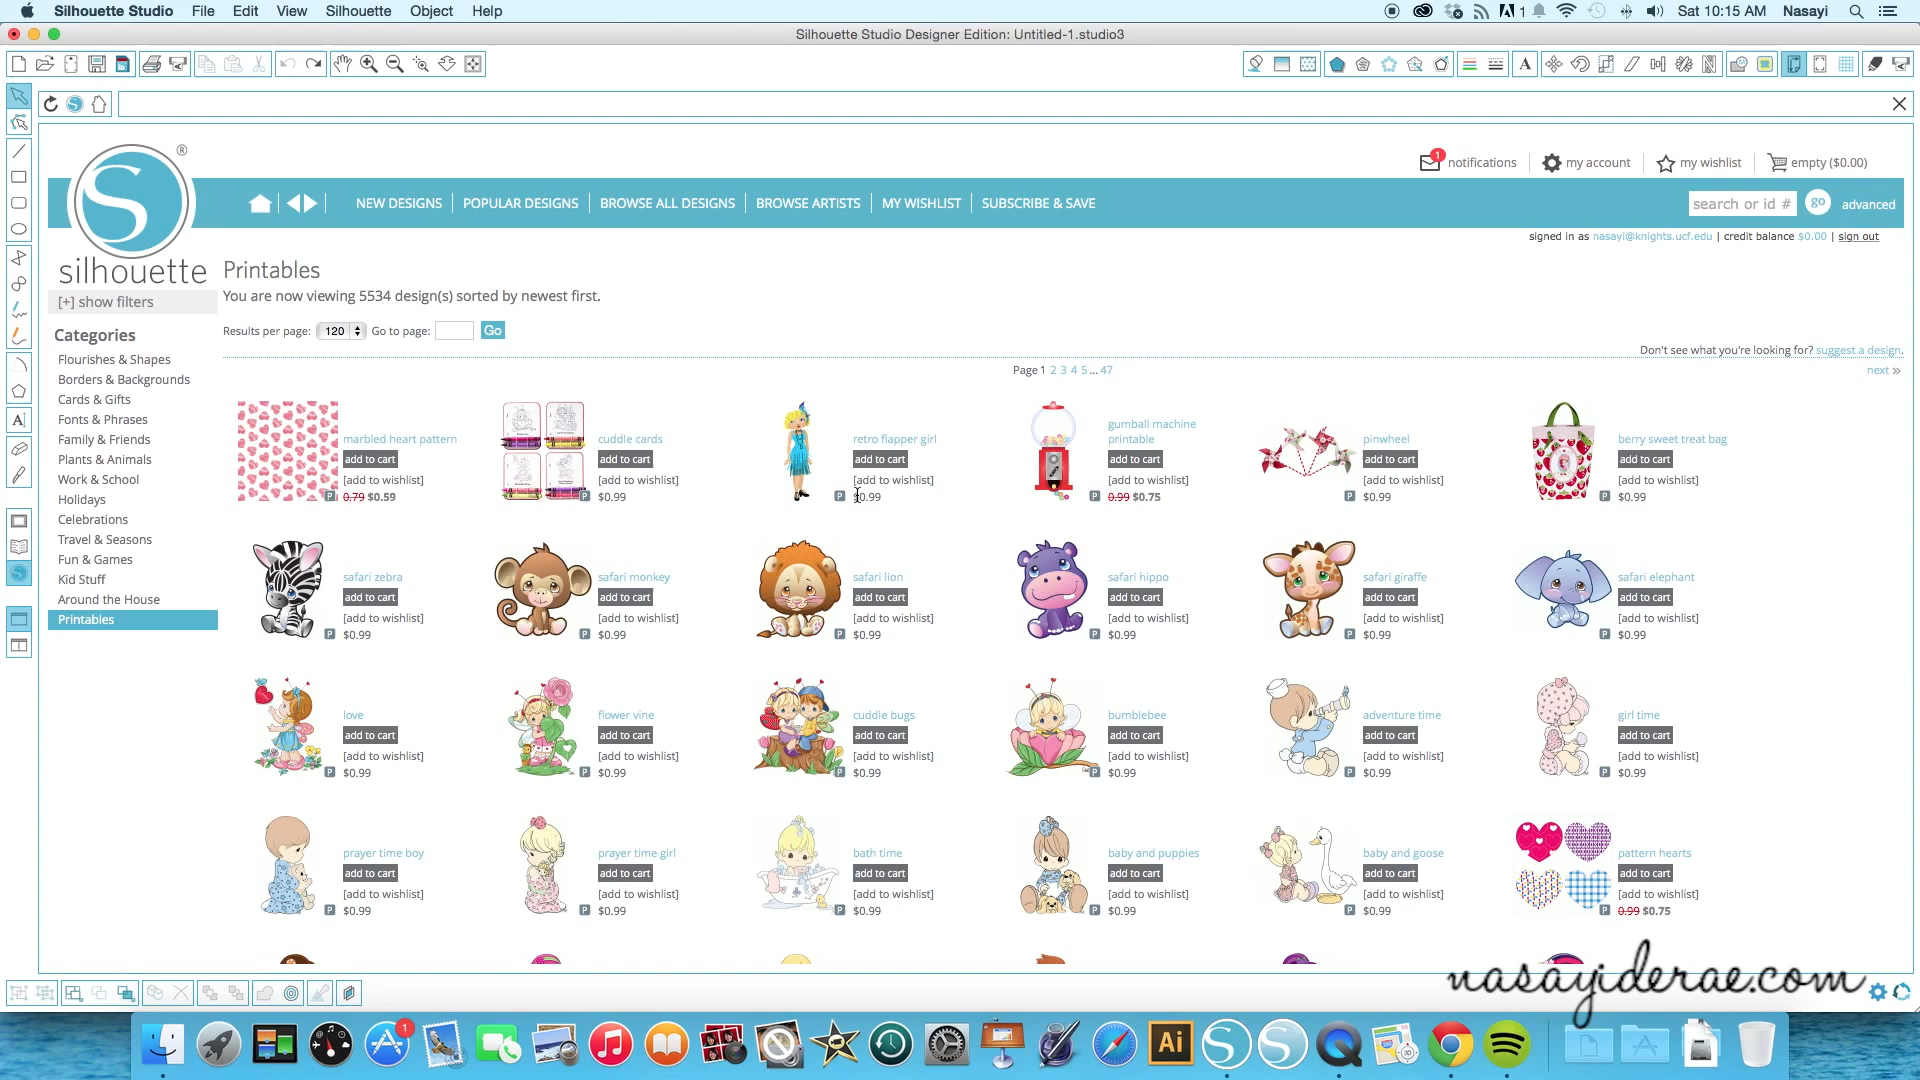 Silhouette Studio File Edit View Silhouette Object Help
1 Sat 10:15 AM Nasayi
Silhouette Studio Designer Edition: Untitled-1.studio3
notifications my account my wishlist empty ($0.00)
1
NEW DESIGNS POPULAR DESIGNS BROWSE ALL DESIGNS BROWSE ARTISTS MY WISHLIST SUBSCRIBE & SAVE
search or id # go advanced
signed in as nasayi@knights.ucf.edu | credit balance $0.00 | sign out
silhouette
Printables
You are now viewing 5534 design(s) sorted by newest first.
[+] show filters
Results per page: 120 Go to page: Go
Categories
Flourishes & Shapes
Borders & Backgrounds
Cards & Gifts
Fonts & Phrases
Family & Friends
Plants & Animals
Work & School
Holidays
Celebrations
Travel & Seasons
Fun & Games
Kid Stuff
Around the House
Printables
Don't see what you're looking for? suggest a design.
Page 1 2 3 4 5 ... 47
next »
marbled heart pattern
add to cart
[add to wishlist]
0.79 $0.59
cuddle cards
add to cart
[add to wishlist]
$0.99
retro flapper girl
add to cart
[add to wishlist]
$0.99
gumball machine
printable
add to cart
[add to wishlist]
0.99 $0.75
pinwheel
add to cart
[add to wishlist]
$0.99
berry sweet treat bag
add to cart
[add to wishlist]
$0.99
safari zebra
add to cart
[add to wishlist]
$0.99
safari monkey
add to cart
[add to wishlist]
$0.99
safari lion
add to cart
[add to wishlist]
$0.99
safari hippo
add to cart
[add to wishlist]
$0.99
safari giraffe
add to cart
[add to wishlist]
$0.99
safari elephant
add to cart
[add to wishlist]
$0.99
love
add to cart
[add to wishlist]
$0.99
flower vine
add to cart
[add to wishlist]
$0.99
cuddle bugs
add to cart
[add to wishlist]
$0.99
bumblebee
add to cart
[add to wishlist]
$0.99
adventure time
add to cart
[add to wishlist]
$0.99
girl time
add to cart
[add to wishlist]
$0.99
prayer time boy
add to cart
[add to wishlist]
$0.99
prayer time girl
add to cart
[add to wishlist]
$0.99
bath time
add to cart
[add to wishlist]
$0.99
baby and puppies
add to cart
[add to wishlist]
$0.99
baby and goose
add to cart
[add to wishlist]
$0.99
pattern hearts
add to cart
[add to wishlist]
0.99 $0.75
nasayiderae.com
1
Ai